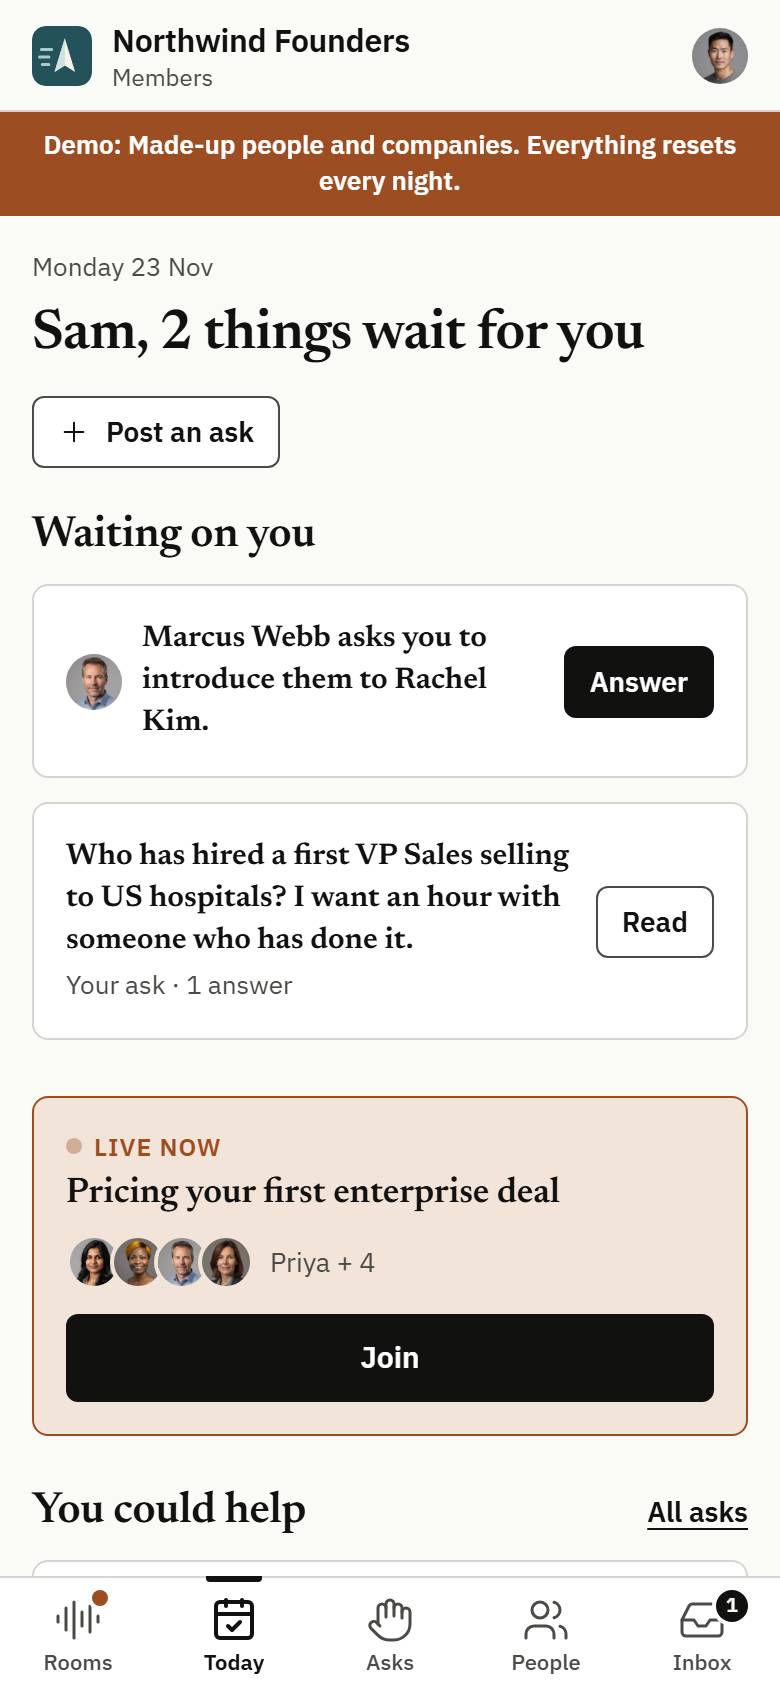 Northwind Founders
Members
Demo: Made-up people and companies. Everything resets
every night.
Monday 23 Nov
Sam, 2 things wait for you
Post an ask
Waiting on you
Marcus Webb asks you to
introduce them to Rachel
Kim.
Answer
Who has hired a first VP Sales selling
to US hospitals? I want an hour with
someone who has done it.
Your ask · 1 answer
Read
LIVE NOW
Pricing your first enterprise deal
Priya + 4
Join
You could help
All asks
Rooms
Today
Asks
People
1
Inbox